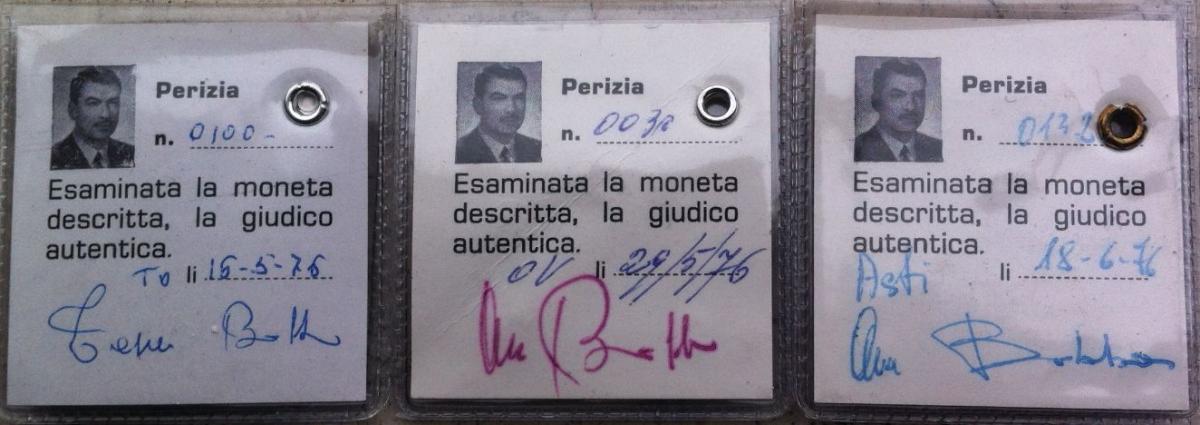 Perizia
n. 0100-
Esaminata la moneta
descritta, la giudico
autentica.
TO li 15-5-76
Perizia
n.
Esaminata la moneta
descritta, la giudico
autentica.
li 29/5/76
Perizia
n. 0132
Esaminata la moneta
descritta, la giudico
autentica.
Asti li 18-6-76